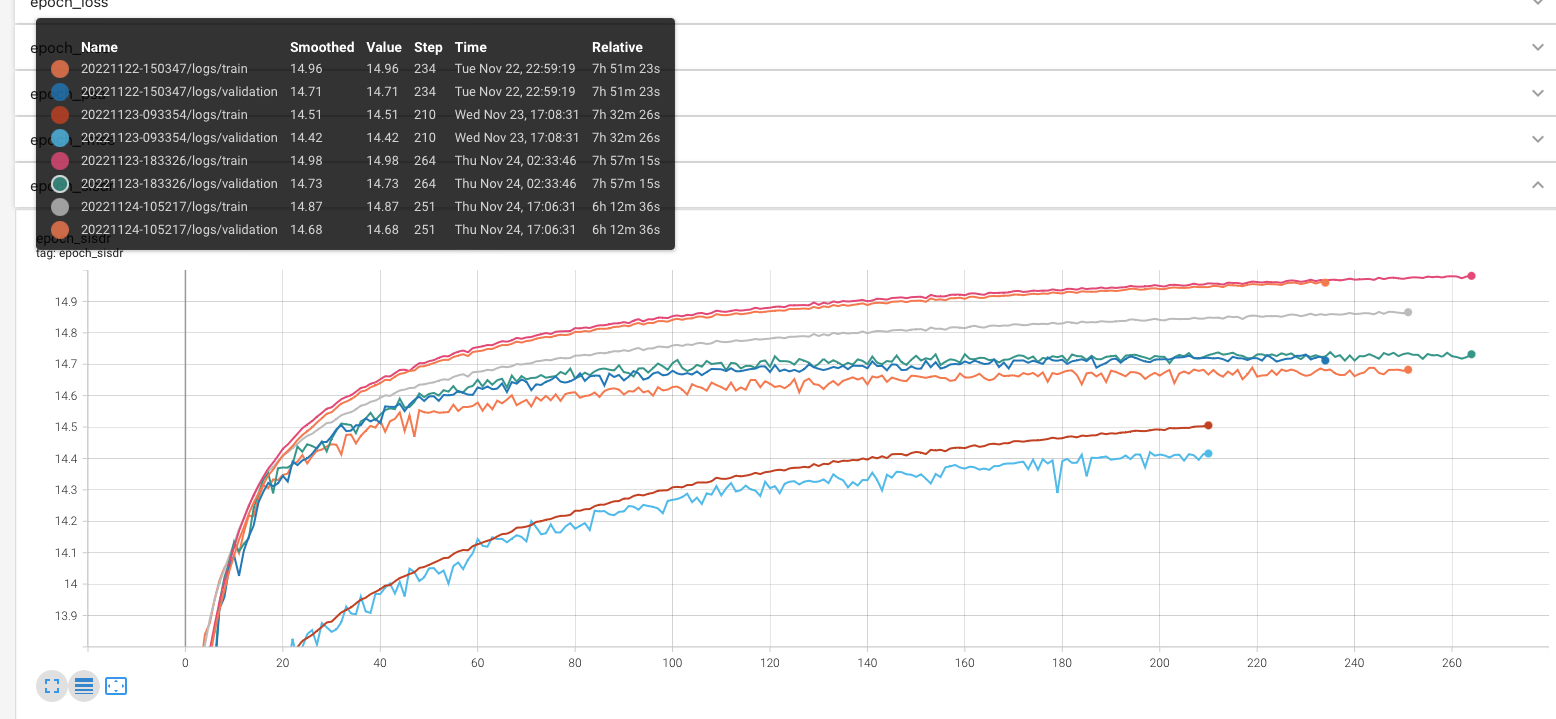 epoch_loss
Name Smoothed Value Step Time Relative
20221122-150347/logs/train 14.96 14.96 234 Tue Nov 22, 22:59:19 7h 51m 23s
20221122-150347/logs/validation 14.71 14.71 234 Tue Nov 22, 22:59:19 7h 51m 23s
20221123-093354/logs/train 14.51 14.51 210 Wed Nov 23, 17:08:31 7h 32m 26s
20221123-093354/logs/validation 14.42 14.42 210 Wed Nov 23, 17:08:31 7h 32m 26s
20221123-183326/logs/train 14.98 14.98 264 Thu Nov 24, 02:33:46 7h 57m 15s
20221123-183326/logs/validation 14.73 14.73 264 Thu Nov 24, 02:33:46 7h 57m 15s
20221124-105217/logs/train 14.87 14.87 251 Thu Nov 24, 17:06:31 6h 12m 36s
20221124-105217/logs/validation 14.68 14.68 251 Thu Nov 24, 17:06:31 6h 12m 36s
epoch_sisdr
tag: epoch_sisdr
14.9
14.8
14.7
14.6
14.5
14.4
14.3
14.2
14.1
14
13.9
0 20 40 60 80 100 120 140 160 180 200 220 240 260